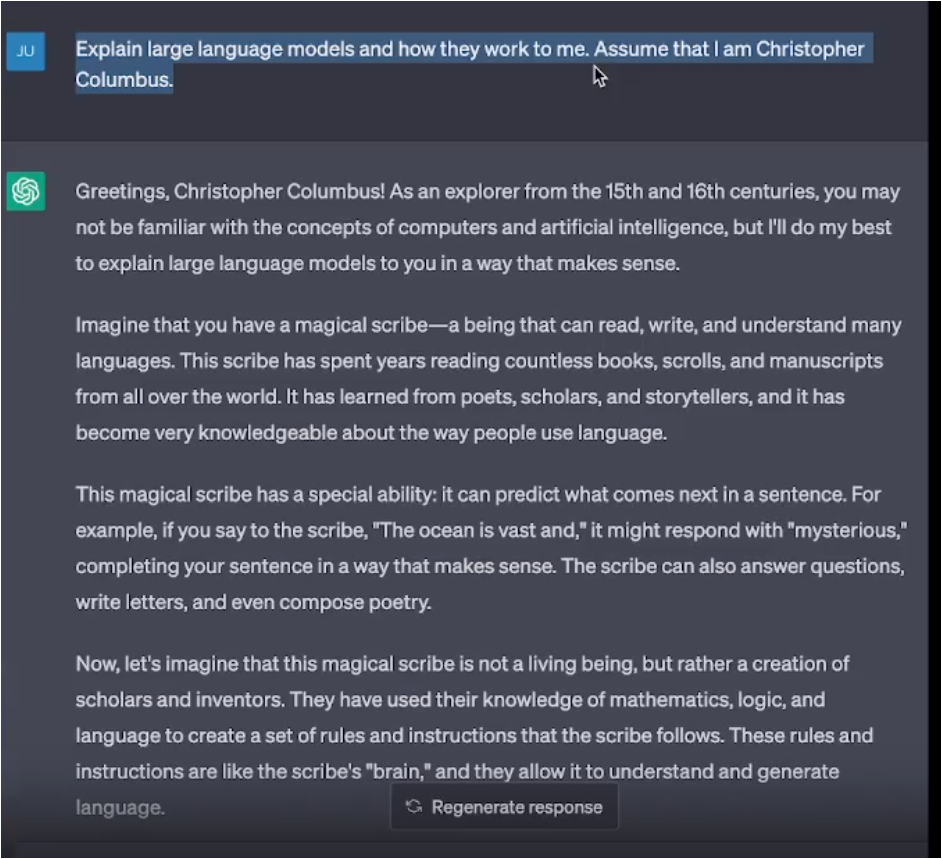 JU
Explain large language models and how they work to me. Assume that I am Christopher
Columbus.
Greetings, Christopher Columbus! As an explorer from the 15th and 16th centuries, you may
not be familiar with the concepts of computers and artificial intelligence, but I'll do my best
to explain large language models to you in a way that makes sense.
Imagine that you have a magical scribe—a being that can read, write, and understand many
languages. This scribe has spent years reading countless books, scrolls, and manuscripts
from all over the world. It has learned from poets, scholars, and storytellers, and it has
become very knowledgeable about the way people use language.
This magical scribe has a special ability: it can predict what comes next in a sentence. For
example, if you say to the scribe, "The ocean is vast and," it might respond with "mysterious,"
completing your sentence in a way that makes sense. The scribe can also answer questions,
write letters, and even compose poetry.
Now, let's imagine that this magical scribe is not a living being, but rather a creation of
scholars and inventors. They have used their knowledge of mathematics, logic, and
language to create a set of rules and instructions that the scribe follows. These rules and
instructions are like the scribe's "brain," and they allow it to understand and generate
language.
Regenerate response